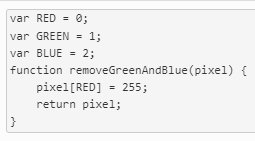 var RED = 0;
var GREEN = 1;
var BLUE = 2;
function removeGreenAndBlue(pixel) {
    pixel[RED] = 255;
    return pixel;
}